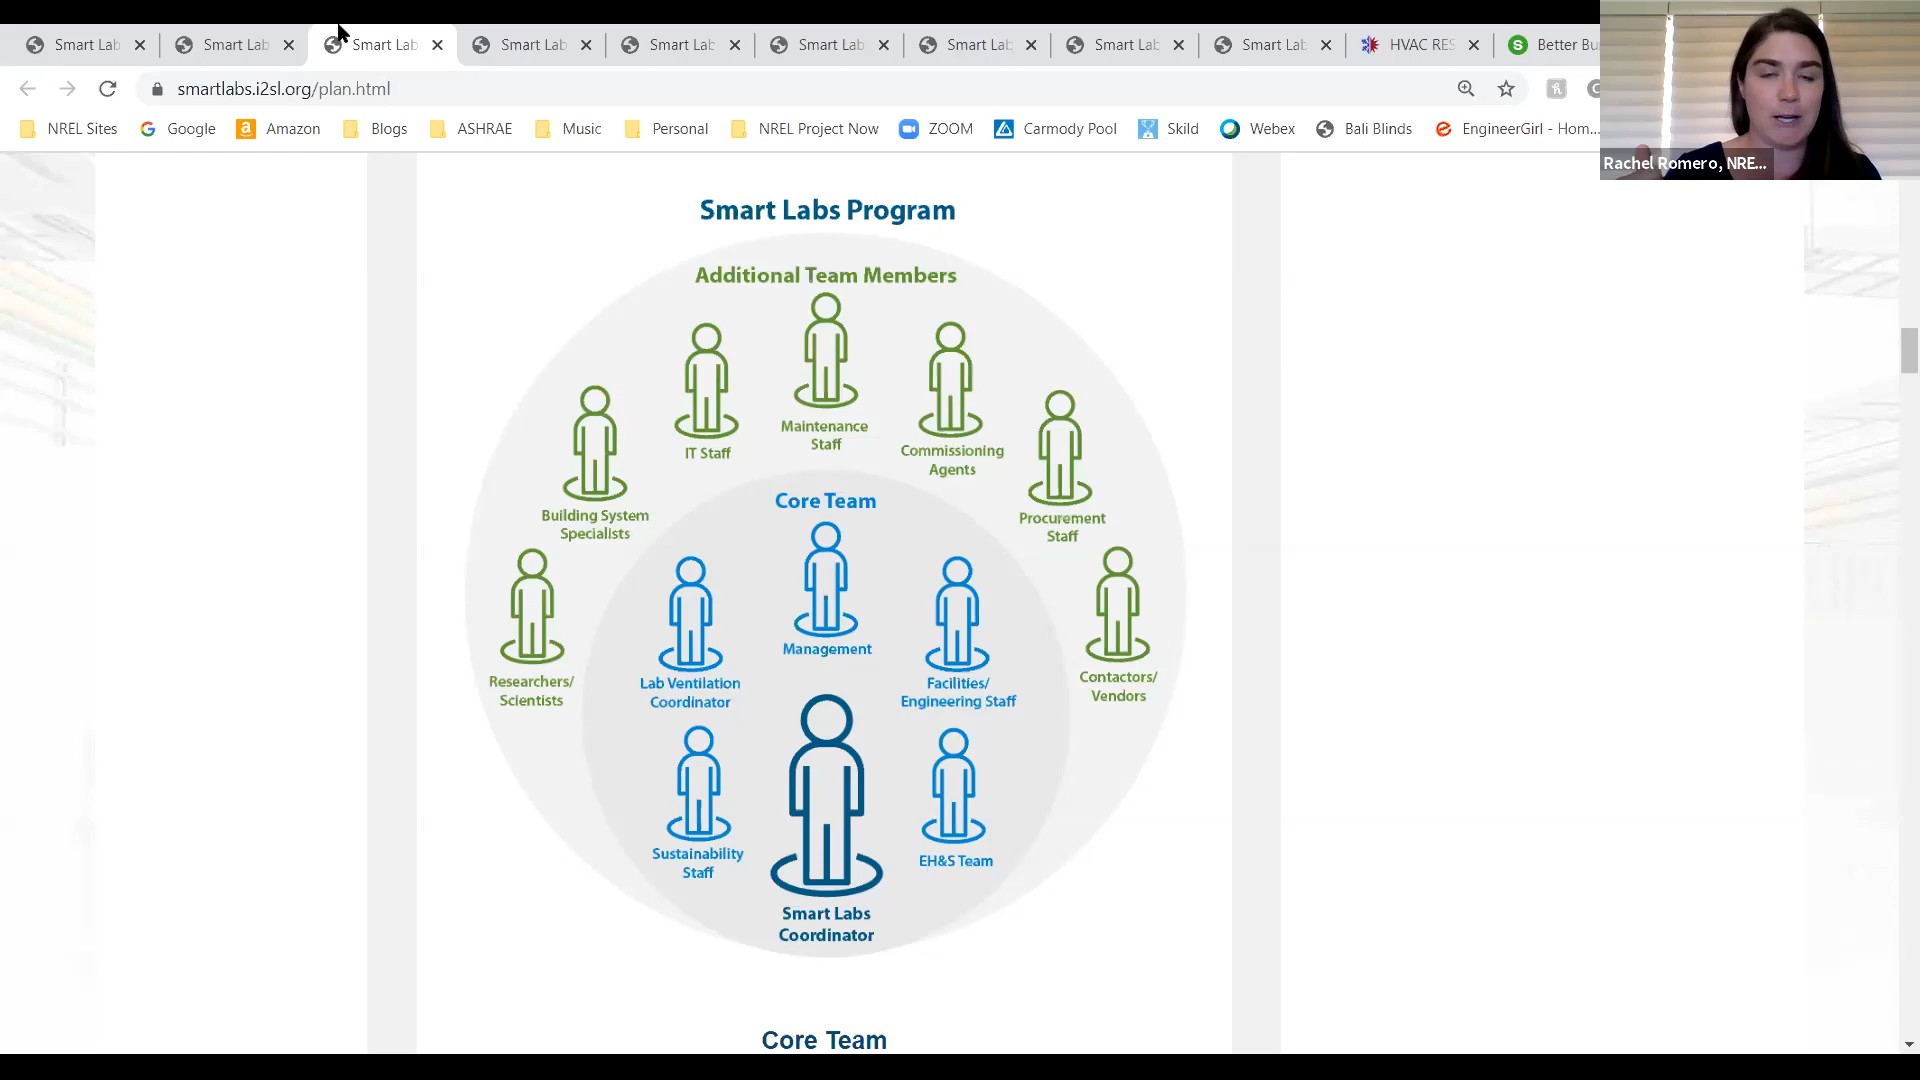 Smart Lab
Smart Lab
Smart Lab
Smart Lab
Smart Lab
Smart Lab
Smart Lab
Smart Lab
Smart Lab
HVAC RES
Better Bu
smartlabs.i2sl.org/plan.html
NREL Sites
Google
Amazon
Blogs
ASHRAE
Music
Personal
NREL Project Now
ZOOM
Carmody Pool
Skild
Webex
Bali Blinds
EngineerGirl - Hom...
Rachel Romero, NRE...
Smart Labs Program
Additional Team Members
Maintenance
Staff
IT Staff
Commissioning
Agents
Building System
Specialists
Procurement
Staff
Researchers/
Scientists
Contactors/
Vendors
Core Team
Management
Lab Ventilation
Coordinator
Facilities/
Engineering Staff
Sustainability
Staff
EH&S Team
Smart Labs
Coordinator
Core Team